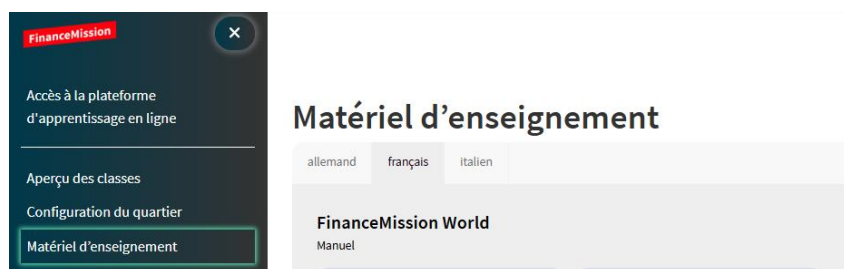 FinanceMission
×
Accès à la plateforme
d'apprentissage en ligne
Aperçu des classes
Configuration du quartier
Matériel d'enseignement
Matériel d'enseignement
allemand français italien
FinanceMission World
Manuel